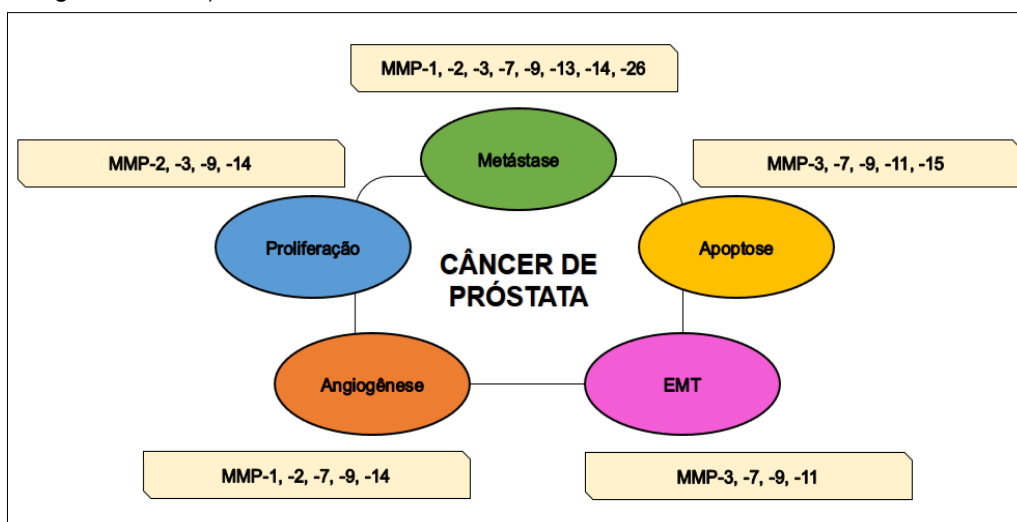 MMP-1, -2, -3, -7, -9, -13, -14, -26
MMP-2, -3, -9, -14
Metástase
MMP-3, -7, -9, -11, -15
Proliferação
CÂNCER DE
PRÓSTATA
Apoptose
Angiogênese
EMT
MMP-1, -2, -7, -9, -14
MMP-3, -7, -9, -11